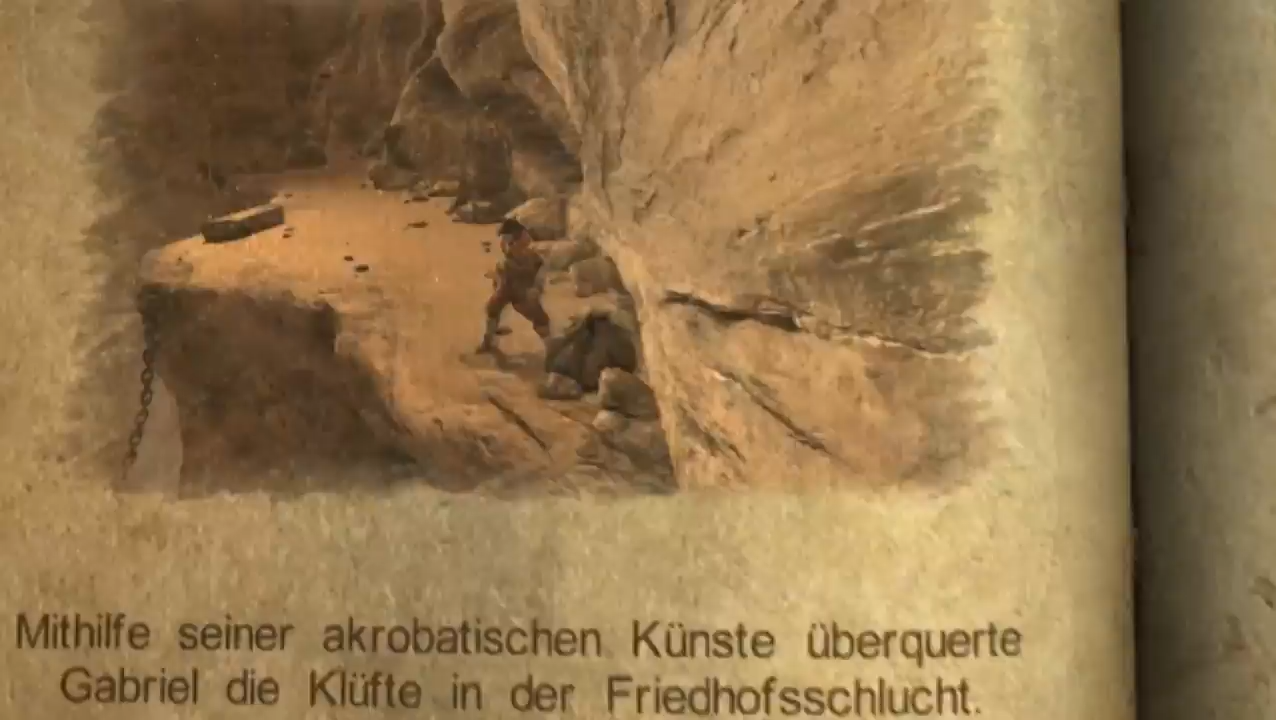 Mithilfe seiner akrobatischen Künste überquerte
Gabriel die Klüfte in der Friedhofsschlucht.